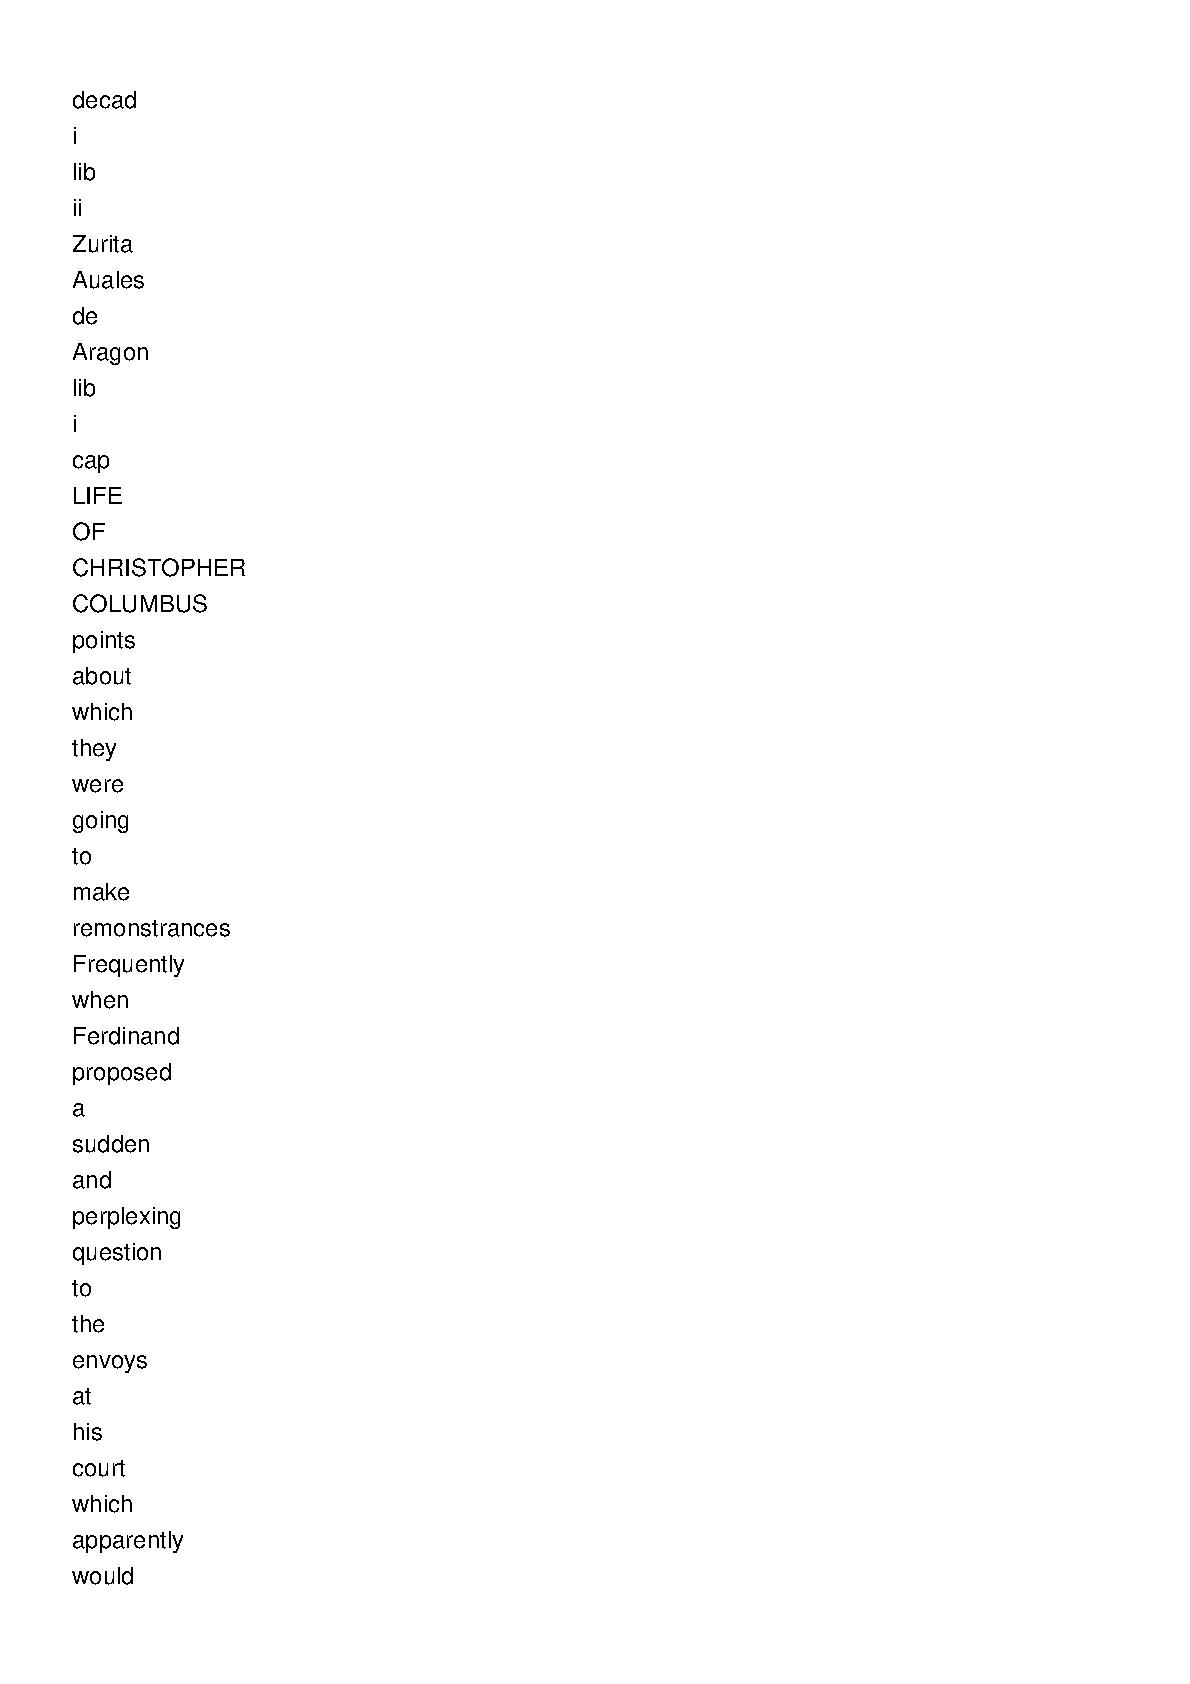 decad
i
lib
ii
Zurita
Auales
de
Aragon
lib
i
cap
LIFE
OF
CHRISTOPHER
COLUMBUS
points
about
which
they
were
going
to
make
remonstrances
Frequently
when
Ferdinand
proposed
a
sudden
and
perplexing
question
to
the
envoys
at
his
court
which
apparently
would